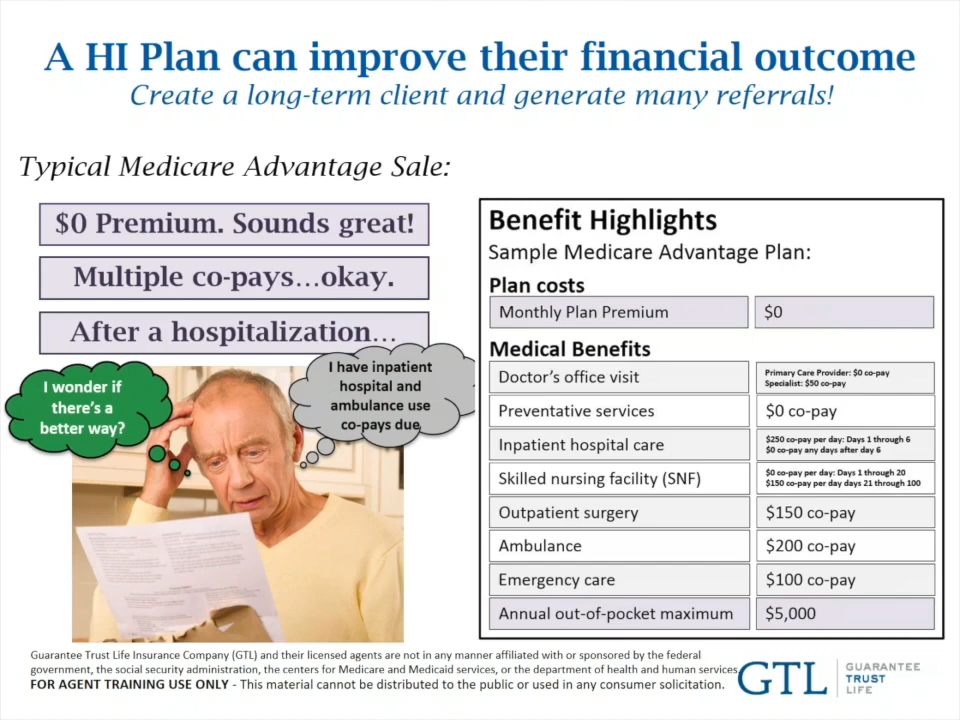 A HI Plan can improve their financial outcome
Create a long-term client and generate many referrals!
Typical Medicare Advantage Sale:
$0 Premium. Sounds great!
Multiple co-pays...okay.
After a hospitalization...
I wonder if
there's a
better way?
I have inpatient
hospital and
ambulance use
co-pays due
Benefit Highlights
Sample Medicare Advantage Plan:
Plan costs
Monthly Plan Premium $0
Medical Benefits
Doctor's office visit
Primary Care Provider: $0 co-pay
Specialist: $50 co-pay
Preventative services $0 co-pay
Inpatient hospital care
$250 co-pay per day: Days 1 through 6
$0 co-pay any days after day 6
Skilled nursing facility (SNF)
$0 co-pay per day: Days 1 through 20
$150 co-pay per day days 21 through 100
Outpatient surgery $150 co-pay
Ambulance $200 co-pay
Emergency care $100 co-pay
Annual out-of-pocket maximum $5,000
Guarantee Trust Life Insurance Company (GTL) and their licensed agents are not in any manner affiliated with or sponsored by the federal
government, the social security administration, the centers for Medicare and Medicaid services, or the department of health and human services.
FOR AGENT TRAINING USE ONLY - This material cannot be distributed to the public or used in any consumer solicitation.
GTL
GUARANTEE
TRUST
LIFE